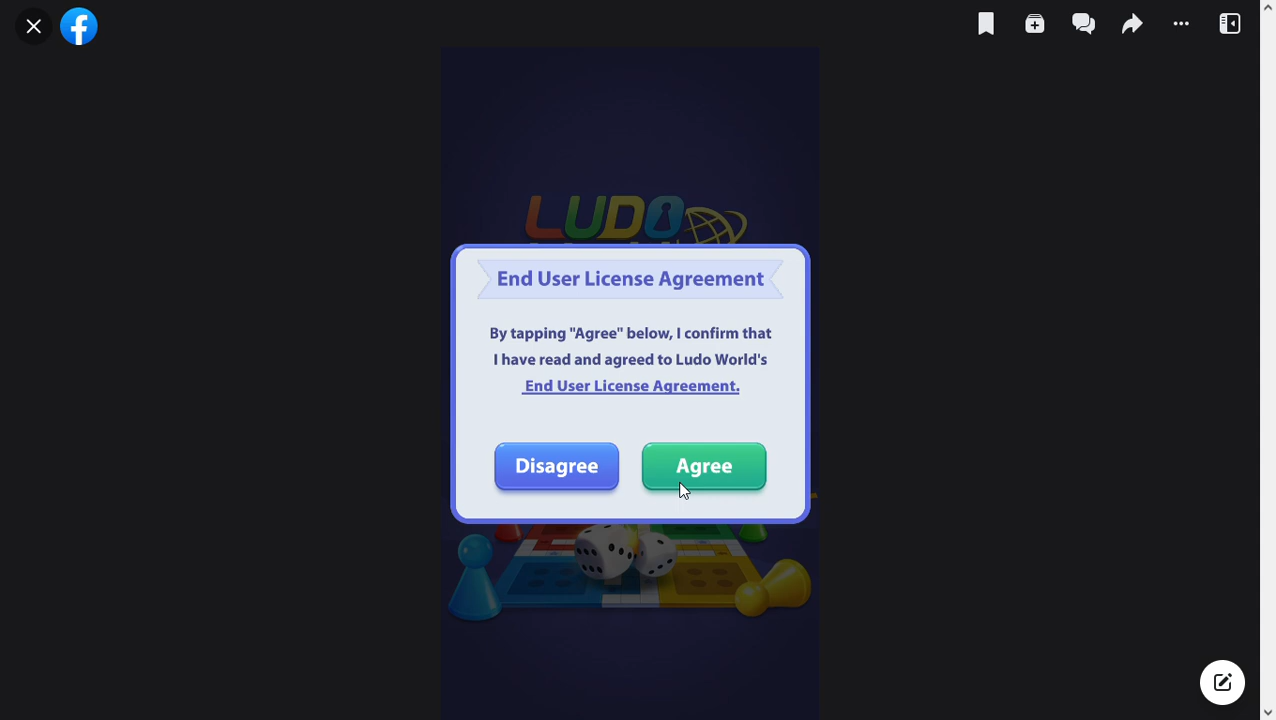 LUDO
End User License Agreement
By tapping "Agree" below, I confirm that
I have read and agreed to Ludo World's
End User License Agreement.
Disagree
Agree